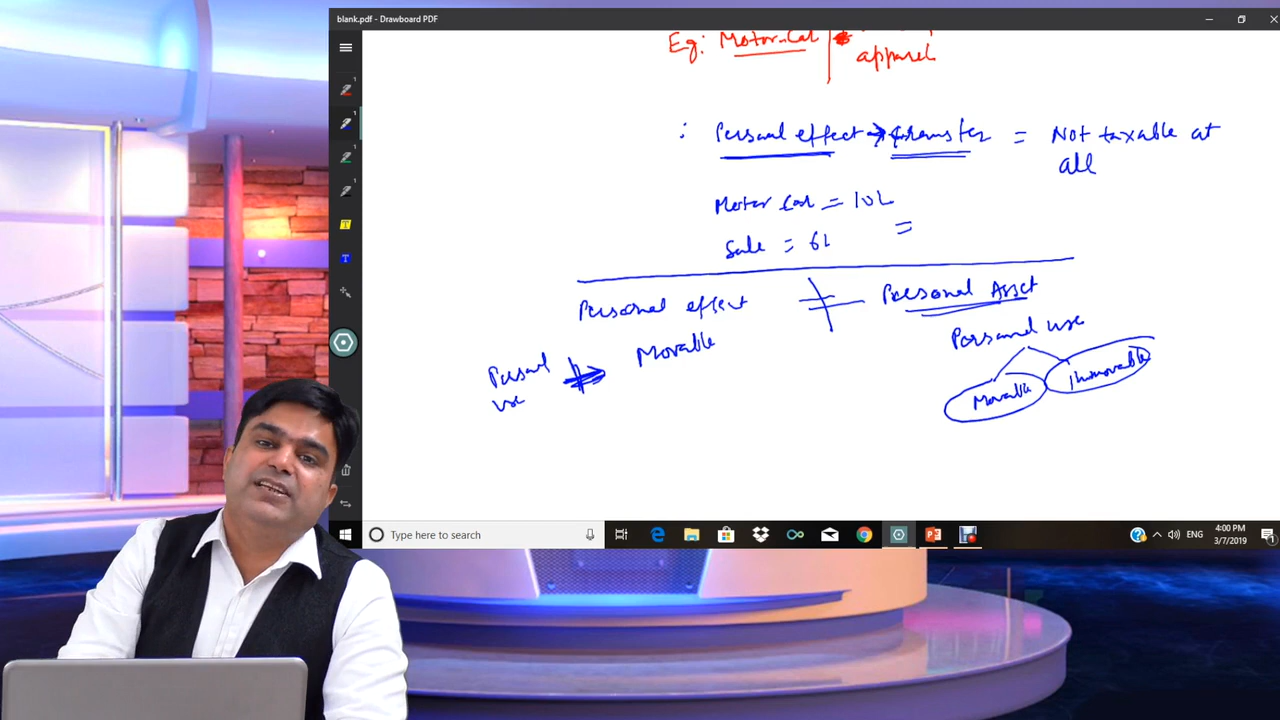 blank.pdf - Drawboard PDF
Eg: Motor-Car
apparel
∴ Personal effect → transfer = Not taxable at
all
Motor Car = 10L
Sale = 6L =
Personal effect ≠ Personal Asset
Movable
Personal use
Personal
use
Movable Immovable
Type here to search
ENG
4:00 PM
3/7/2019